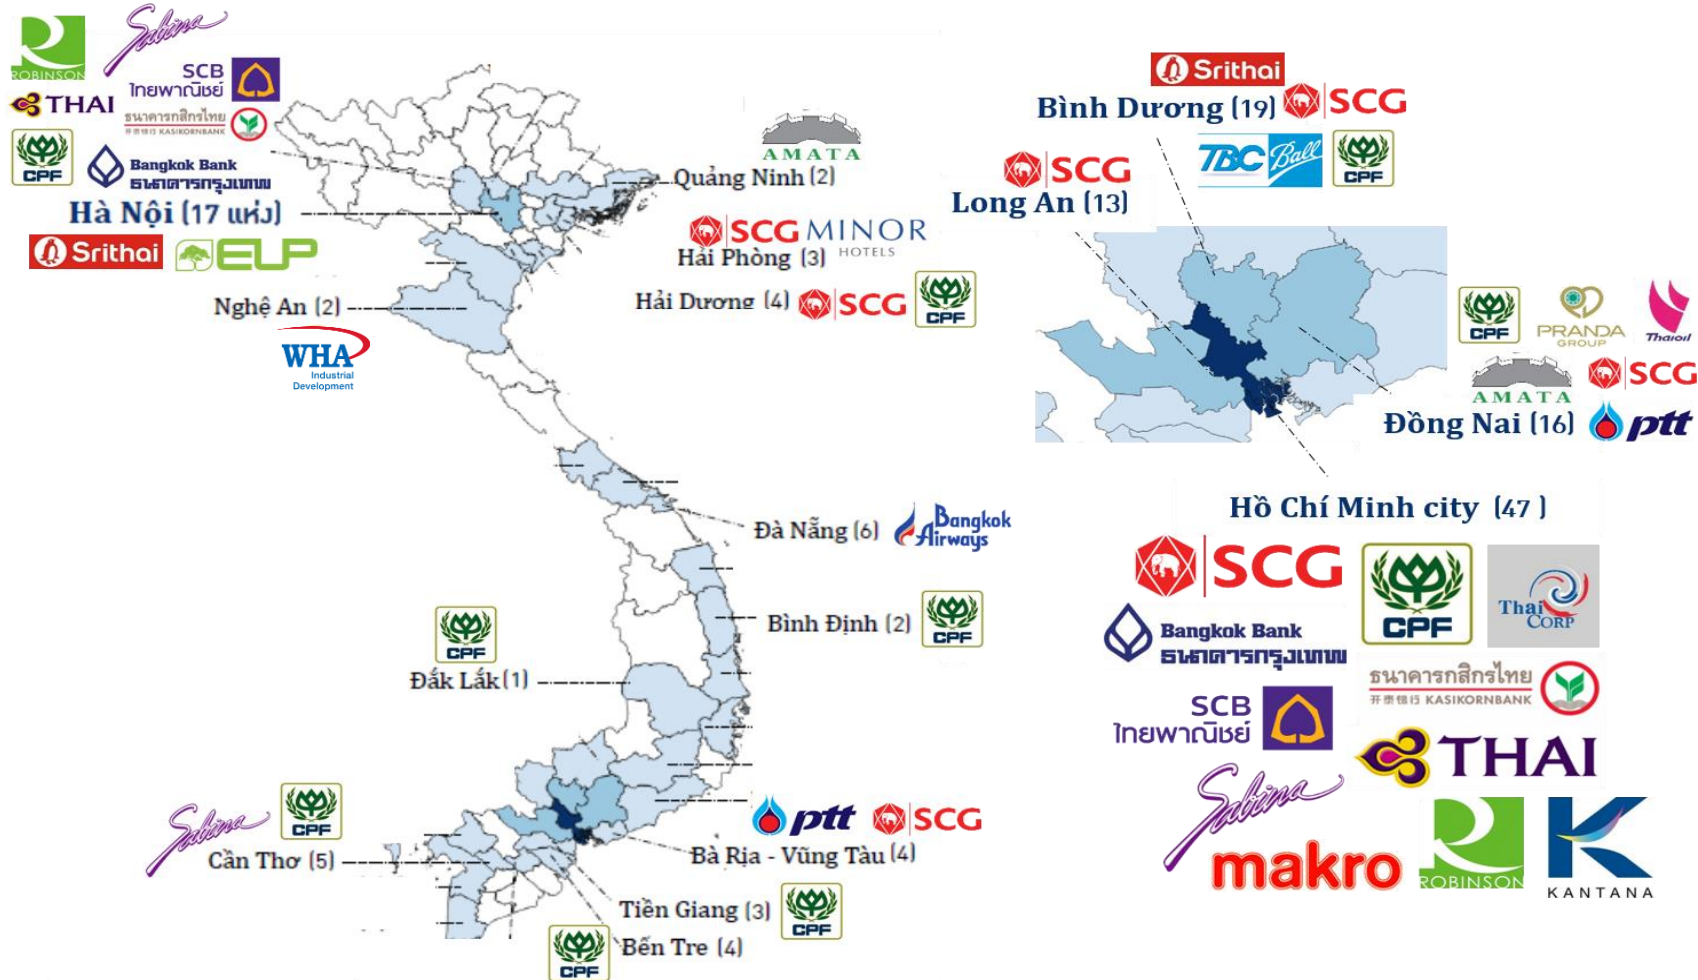 ROBINSON
Sabina
SCB
ไทยพาณิชย์
THAI
ธนาคารกสิกรไทย
开泰银行 KASIKORNBANK
CPF
Bangkok Bank
ธนาคารกรุงเทพ
Hà Nội (17 แห่ง)
Srithai
ELP
Nghệ An (2)
WHA
Industrial
Development
AMATA
Quảng Ninh (2)
SCG
MINOR
HOTELS
Hải Phòng (3)
Hải Dương (4)
SCG
CPF
Đà Nẵng (6)
Bangkok
Airways
Bình Định (2)
CPF
CPF
Đắk Lắk (1)
Sabina
CPF
Cần Thơ (5)
ptt
SCG
Bà Rịa - Vũng Tàu (4)
Tiền Giang (3)
CPF
Bến Tre (4)
CPF
Srithai
Bình Dương (19)
SCG
TBC Ball
CPF
SCG
Long An (13)
CPF
PRANDA
GROUP
Thaioil
AMATA
SCG
Đồng Nai (16)
ptt
Hồ Chí Minh city (47 )
SCG
CPF
Thai
CORP
Bangkok Bank
ธนาคารกรุงเทพ
ธนาคารกสิกรไทย
开泰银行 KASIKORNBANK
SCB
ไทยพาณิชย์
THAI
Sabina
makro
ROBINSON
KANTANA